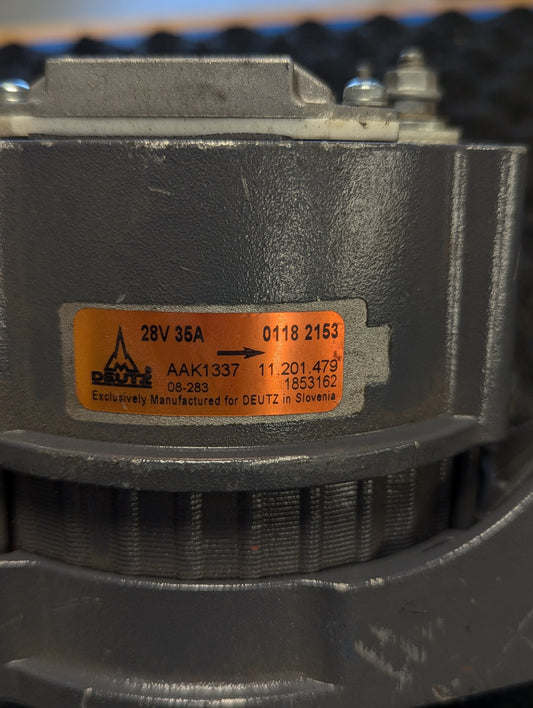 28V 35A 0118 2153
DEUTZ ®
AAK1337 11.201.479
08-283 1853162
Exclusively Manufactured for DEUTZ in Slovenia